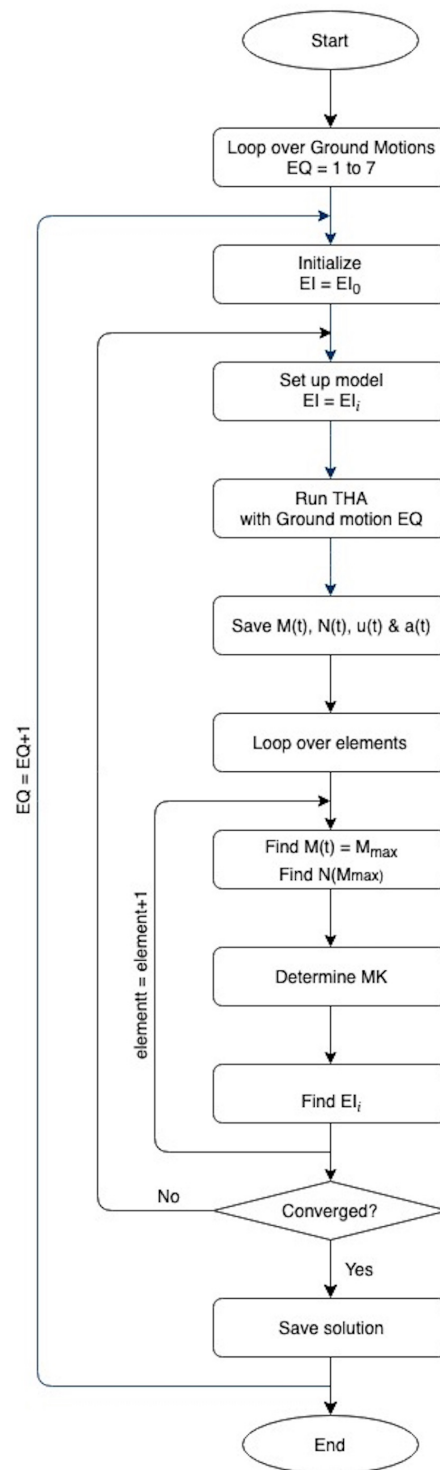 Start
Loop over Ground Motions
EQ = 1 to 7
Initialize
EI = EI₀
Set up model
EI = EIᵢ
Run THA
with Ground motion EQ
Save M(t), N(t), u(t) & a(t)
Loop over elements
EQ = EQ+1
Find M(t) = Mmax
Find N(Mmax)
elementt = element+1
Determine MK
Find EIᵢ
No
Converged?
Yes
Save solution
End